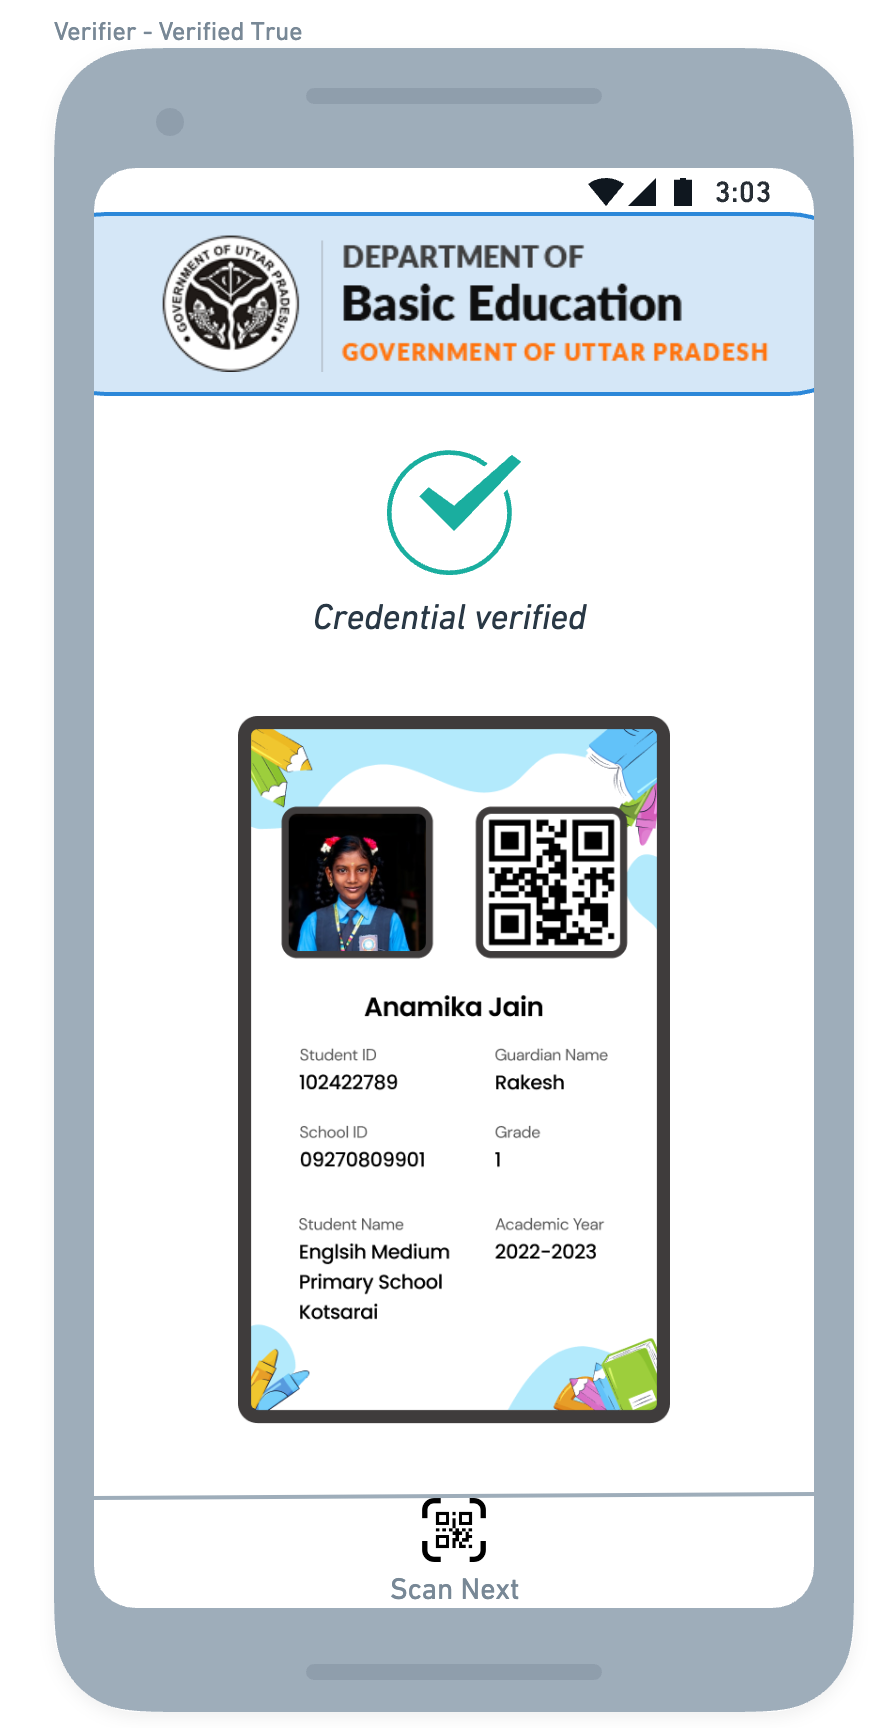 Verifier - Verified True
3:03
GOVERNMENT OF UTTAR PRADESH
DEPARTMENT OF
Basic Education
GOVERNMENT OF UTTAR PRADESH
Credential verified
Anamika Jain
Student ID
102422789
Guardian Name
Rakesh
School ID
09270809901
Grade
1
Student Name
Englsih Medium
Primary School
Kotsarai
Academic Year
2022-2023
Scan Next